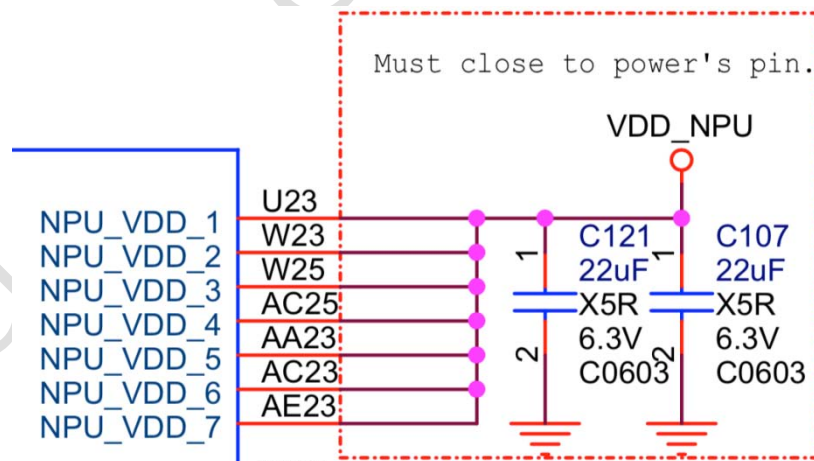 Must close to power's pin.
VDD_NPU
NPU_VDD_1 U23
NPU_VDD_2 W23
NPU_VDD_3 W25
NPU_VDD_4 AC25
NPU_VDD_5 AA23
NPU_VDD_6 AC23
NPU_VDD_7 AE23
1
2
C121
22uF
X5R
6.3V
C0603
1
2
C107
22uF
X5R
6.3V
C0603